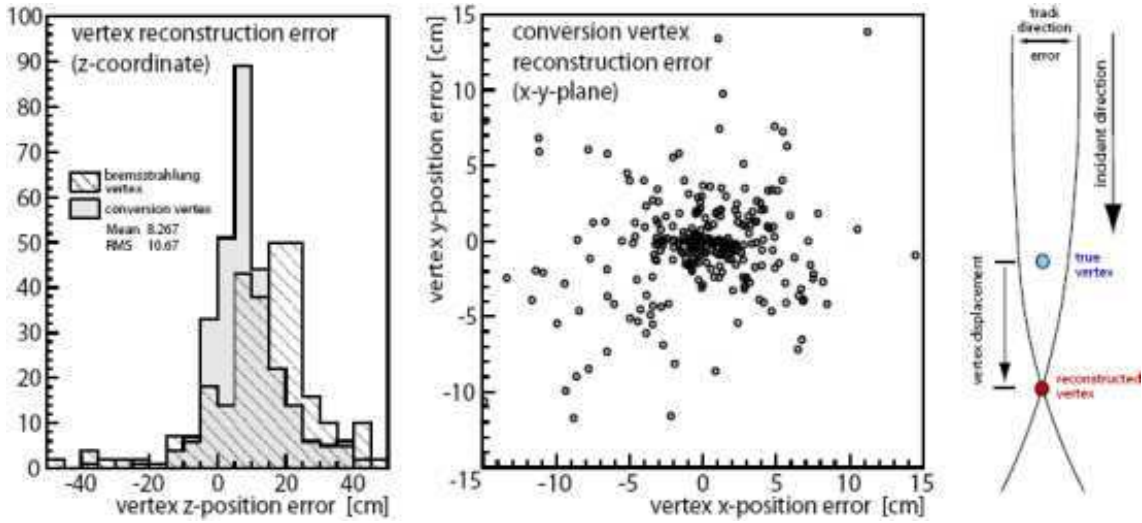 100
90
80
70
60
50
40
30
20
10
0
vertex reconstruction error
(z-coordinate)
bremsstrahlung
vertex
conversion vertex
Mean 8.267
RMS 10.67
-40
-20
0
20
40
vertex z-position error [cm]
15
10
5
0
-5
-10
-15
vertex y-position error [cm]
conversion vertex
reconstruction error
(x-y-plane)
-15
-10
-5
0
5
10
15
vertex x-position error [cm]
tradi
direction
error
incident direction
true
vertex
vertex displacement
reconstructed
vertex